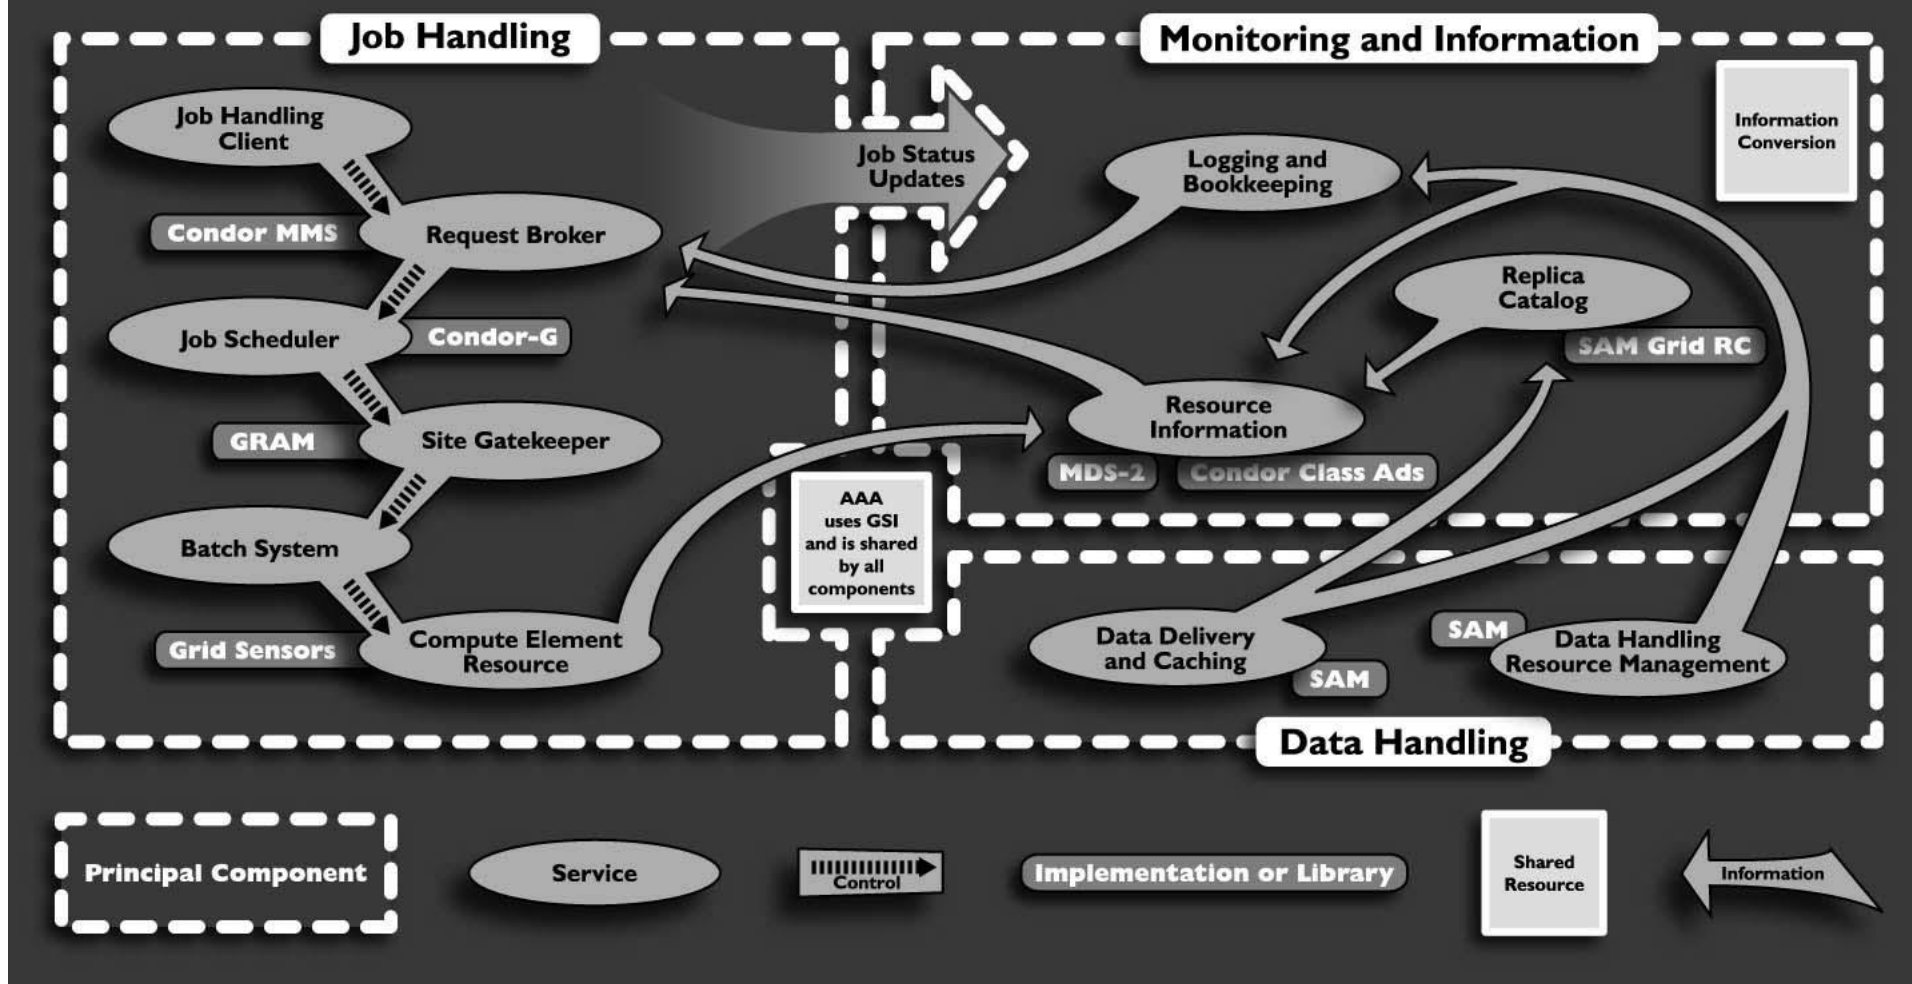 Job Handling
Monitoring and Information
Job Handling
Client
Condor MMS
Request Broker
Job Scheduler
Condor-G
GRAM
Site Gatekeeper
Batch System
Grid Sensors
Compute Element
Resource
Job Status
Updates
Logging and
Bookkeeping
Information
Conversion
Replica
Catalog
SAM Grid RC
Resource
Information
MDS-2
Condor Class Ads
AAA
uses GSI
and is shared
by all
components
Data Delivery
and Caching
SAM
SAM
Data Handling
Resource Management
Data Handling
Principal Component
Service
Control
Implementation or Library
Shared
Resource
Information